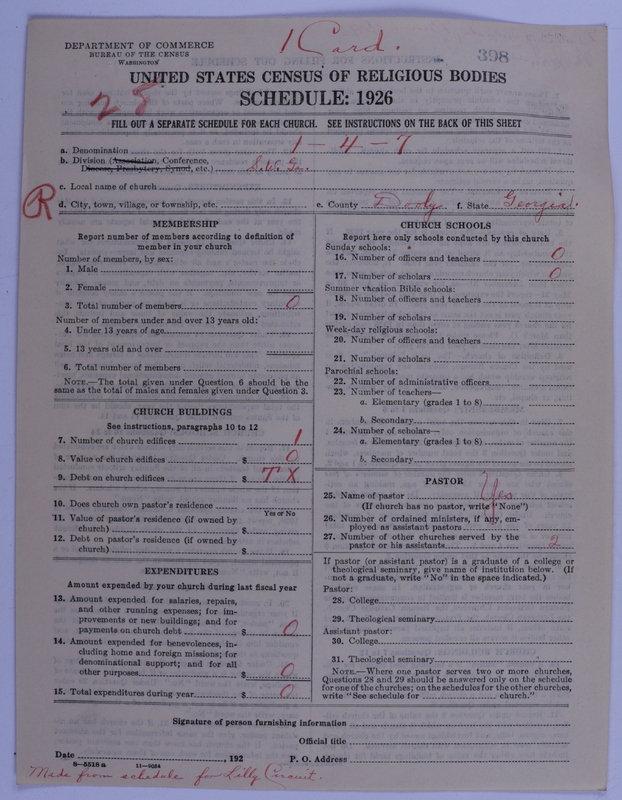 DEPARTMENT OF COMMERCE
BUREAU OF THE CENSUS
WASHINGTON
1 Card.
398
UNITED STATES CENSUS OF RELIGIOUS BODIES
SCHEDULE: 1926
28
FILL OUT A SEPARATE SCHEDULE FOR EACH CHURCH. SEE INSTRUCTIONS ON THE BACK OF THIS SHEET
a. Denomination 1-4-7
b. Division (Association, Conference,
Diocese, Presbytery, Synod, etc.) S.W. Ga.
c. Local name of church
R
d. City, town, village, or township, etc. e. County Dooly f. State Georgia.
MEMBERSHIP
Report number of members according to definition of
member in your church
Number of members, by sex:
1. Male
2. Female
3. Total number of members 0
Number of members under and over 13 years old:
4. Under 13 years of age
5. 13 years old and over
6. Total number of members
NOTE.—The total given under Question 6 should be the
same as the total of males and females given under Question 3.
CHURCH BUILDINGS
See instructions, paragraphs 10 to 12
7. Number of church edifices 1
8. Value of church edifices $ 0
9. Debt on church edifices $ TX
10. Does church own pastor's residence
Yes or No
11. Value of pastor's residence (if owned by
church) $
12. Debt on pastor's residence (if owned by
church) $
EXPENDITURES
Amount expended by your church during last fiscal year
13. Amount expended for salaries, repairs,
and other running expenses; for im-
provements or new buildings; and for
payments on church debt $ 0
14. Amount expended for benevolences, in-
cluding home and foreign missions; for
denominational support; and for all
other purposes $ 0
15. Total expenditures during year $ 0
CHURCH SCHOOLS
Report here only schools conducted by this church
Sunday schools:
16. Number of officers and teachers 0
17. Number of scholars 0
Summer vacation Bible schools:
18. Number of officers and teachers
19. Number of scholars
Week-day religious schools:
20. Number of officers and teachers
21. Number of scholars
Parochial schools:
22. Number of administrative officers
23. Number of teachers—
a. Elementary (grades 1 to 8)
b. Secondary
24. Number of scholars—
a. Elementary (grades 1 to 8)
b. Secondary
PASTOR
25. Name of pastor Yes
(If church has no pastor, write "None")
26. Number of ordained ministers, if any, em-
ployed as assistant pastors
27. Number of other churches served by the
pastor or his assistants 2
If pastor (or assistant pastor) is a graduate of a college or
theological seminary, give name of institution below. (If
not a graduate, write "No" in the space indicated.)
Pastor:
28. College
29. Theological seminary
Assistant pastor:
30. College
31. Theological seminary
NOTE.—Where one pastor serves two or more churches,
Questions 28 and 29 should be answered only on the schedule
for one of the churches; on the schedules for the other churches,
write "See schedule for church."
Signature of person furnishing information
Official title
Date , 192 P. O. Address
8—5518 a 11—9024
Made from schedule for Lilly Circuit.